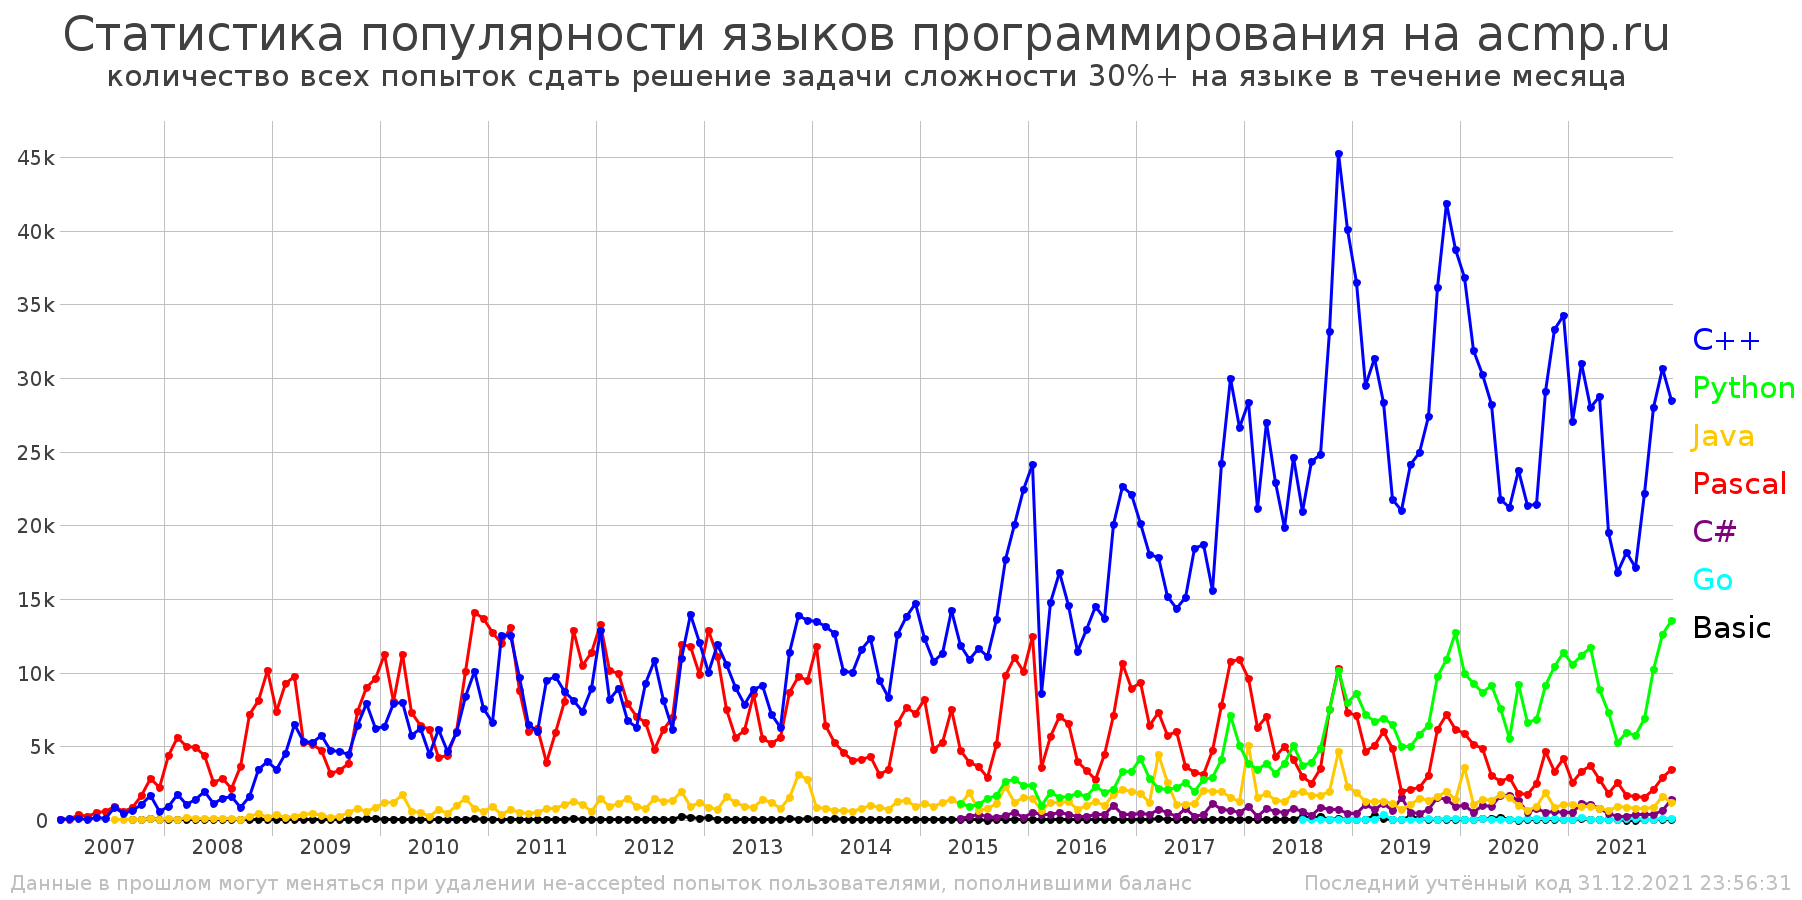 Статистика популярности языков программирования на acmp.ru
количество всех попыток сдать решение задачи сложности 30%+ на языке в течение месяца
45k
40k
35k
30k
25k
20k
15k
10k
5k
0
C++
Python
Java
Pascal
C#
Go
Basic
2007 2008 2009 2010 2011 2012 2013 2014 2015 2016 2017 2018 2019 2020 2021
Данные в прошлом могут меняться при удалении не-accepted попыток пользователями, пополнившими баланс
Последний учтённый код 31.12.2021 23:56:31